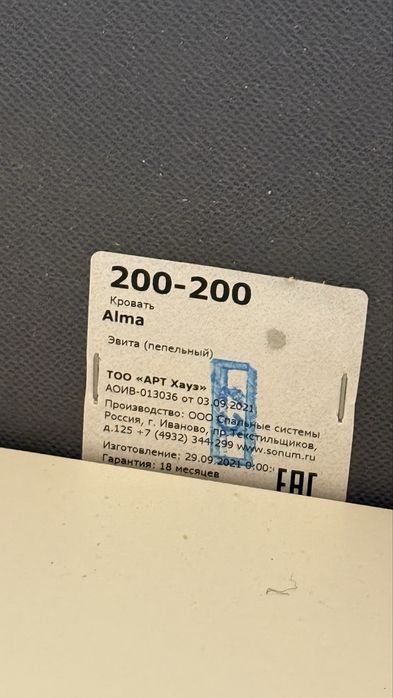 200-200
Кровать
Alma
Эвита (пепельный)
ТОО «АРТ Хауз»
АОИВ-013036 от 03.09.2021
Производство: ООО Спальные системы
Россия, г. Иваново, пр.Текстильщиков,
д.125 +7 (4932) 344-299 www.sonum.ru
Изготовление: 29.09.2021 0:00:
Гарантия: 18 месяцев
ЕАС